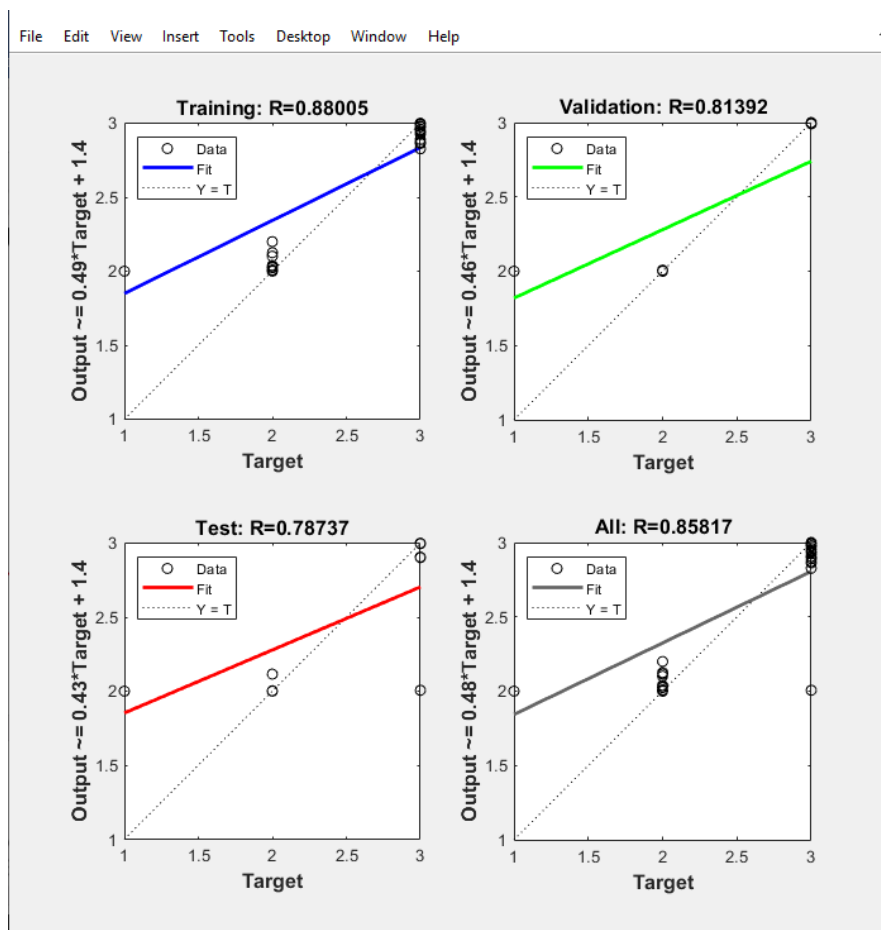 File Edit View Insert Tools Desktop Window Help
Training: R=0.88005
Output ~= 0.49*Target + 1.4
3
2.5
2
1.5
1
Data
Fit
Y = T
1 1.5 2 2.5 3
Target
Validation: R=0.81392
Output ~= 0.46*Target + 1.4
3
2.5
2
1.5
1
Data
Fit
Y = T
1 1.5 2 2.5 3
Target
Test: R=0.78737
Output ~= 0.43*Target + 1.4
3
2.5
2
1.5
1
Data
Fit
Y = T
1 1.5 2 2.5 3
Target
All: R=0.85817
Output ~= 0.48*Target + 1.4
3
2.5
2
1.5
1
Data
Fit
Y = T
1 1.5 2 2.5 3
Target